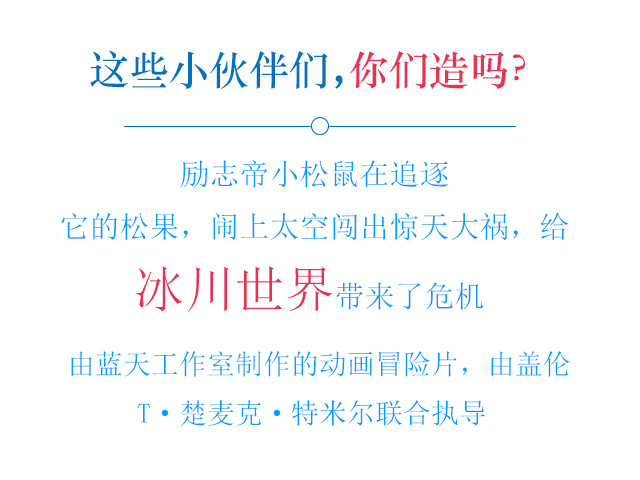 这些小伙伴们,你们造吗?
励志帝小松鼠在追逐
它的松果，闹上太空闯出惊天大祸，给
冰川世界带来了危机
由蓝天工作室制作的动画冒险片，由盖伦
T·楚麦克·特米尔联合执导